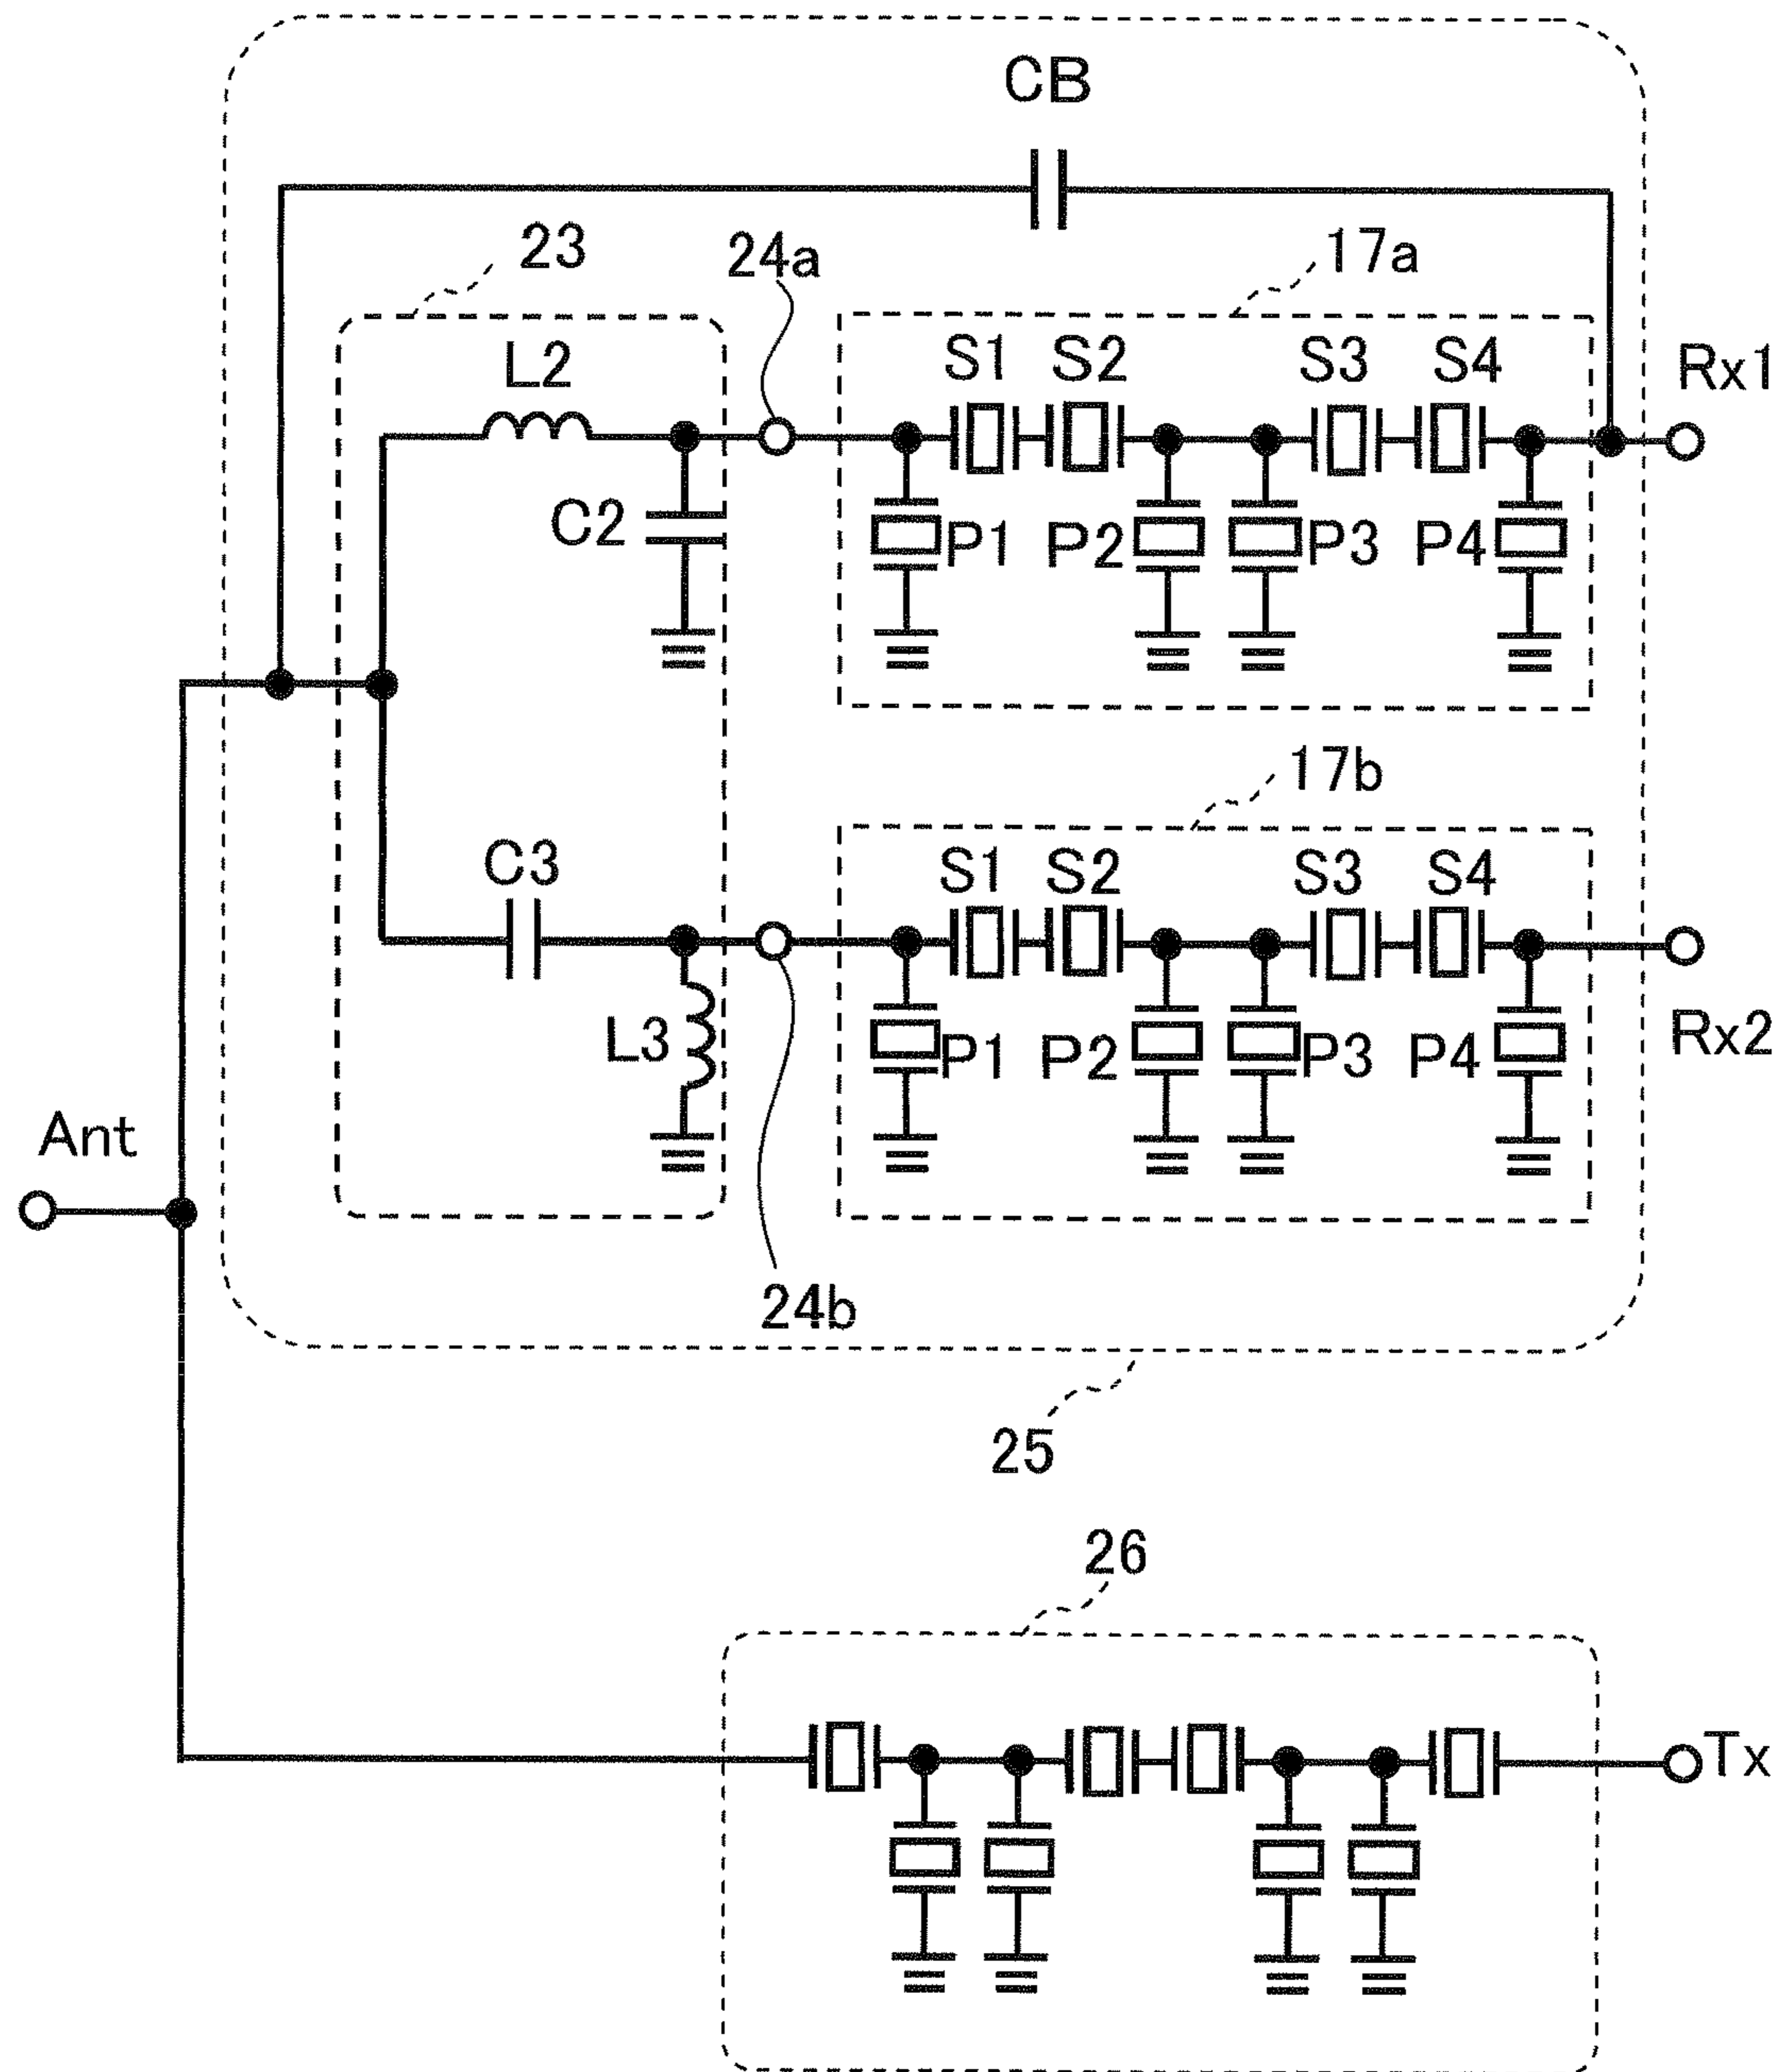 CB
23
24a
17a
L2
S1 S2 S3 S4
Rx1
C2
P1 P2 P3 P4
17b
C3
S1 S2 S3 S4
L3
P1 P2 P3 P4
Rx2
Ant
24b
25
26
Tx